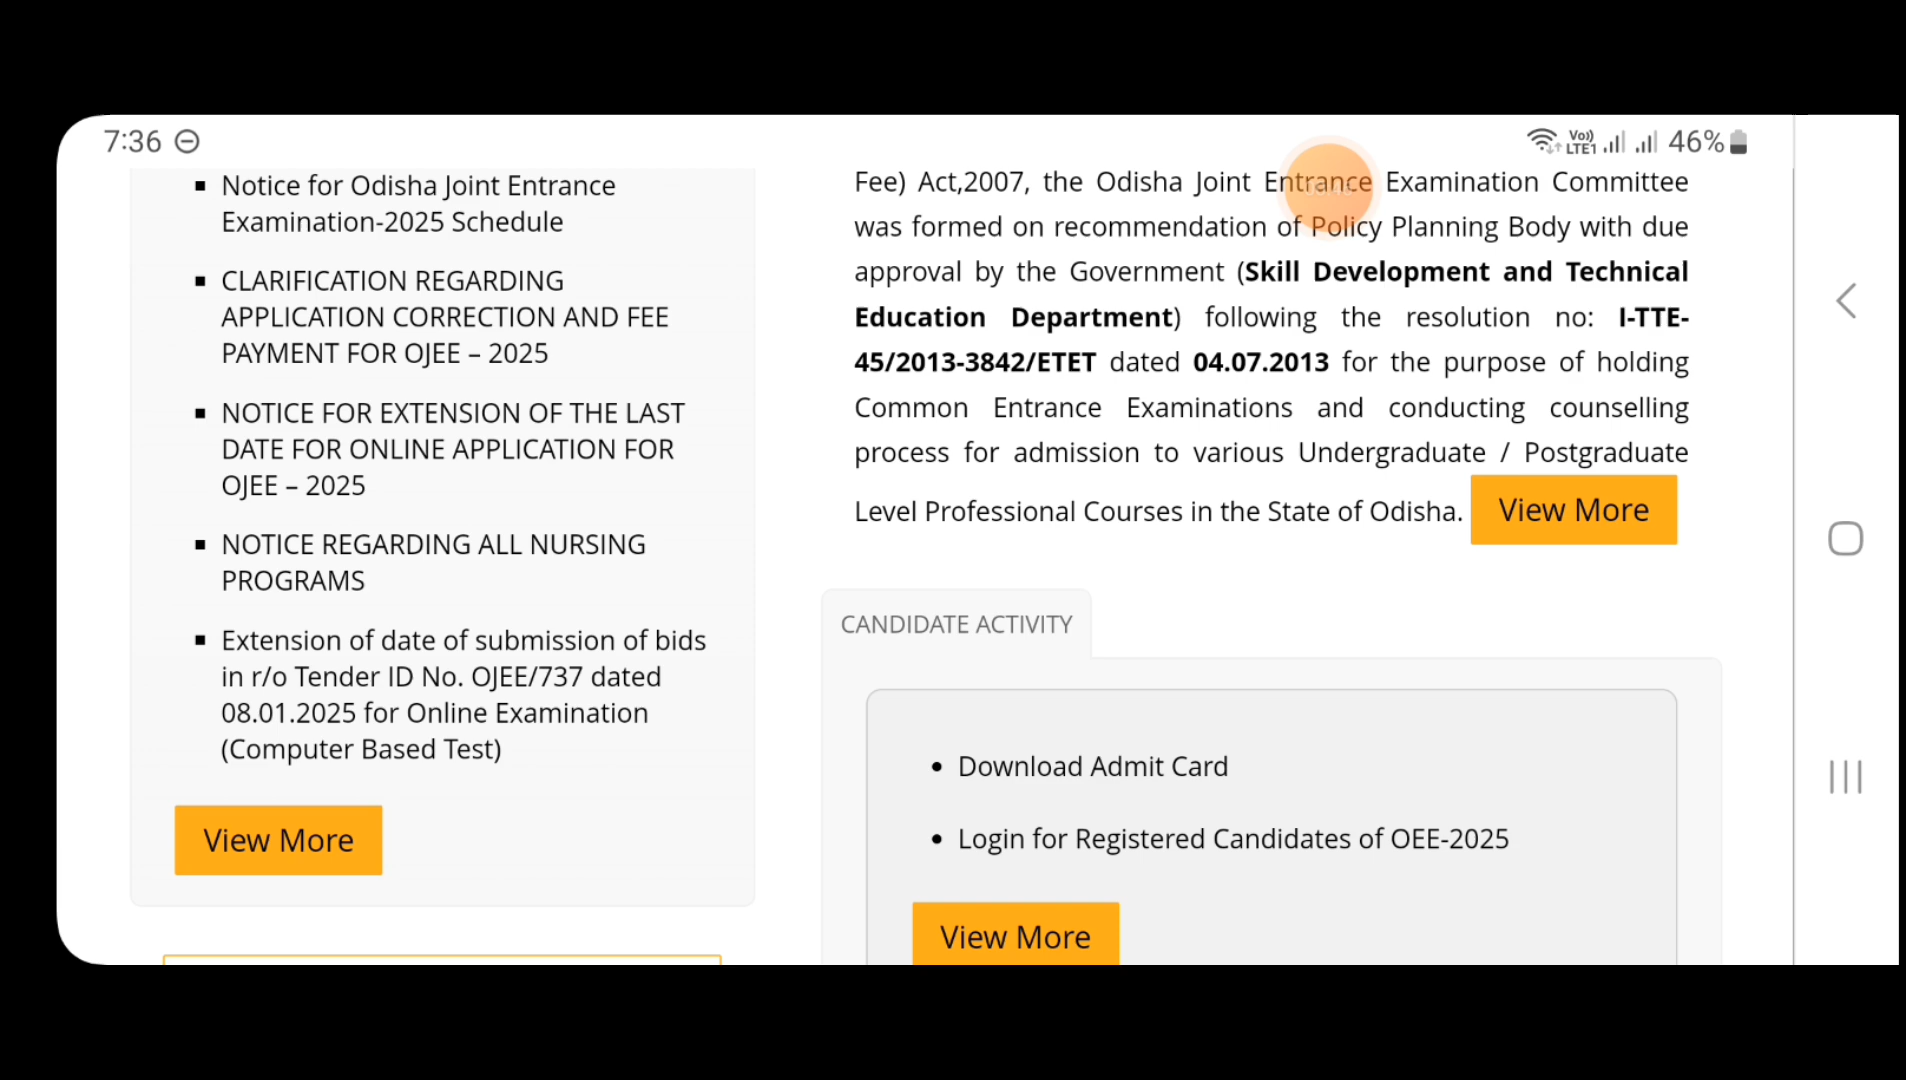 7:36
Vo)) LTE1 46%
Notice for Odisha Joint Entrance
Examination-2025 Schedule
CLARIFICATION REGARDING
APPLICATION CORRECTION AND FEE
PAYMENT FOR OJEE – 2025
NOTICE FOR EXTENSION OF THE LAST
DATE FOR ONLINE APPLICATION FOR
OJEE – 2025
NOTICE REGARDING ALL NURSING
PROGRAMS
Extension of date of submission of bids
in r/o Tender ID No. OJEE/737 dated
08.01.2025 for Online Examination
(Computer Based Test)
View More
Fee) Act,2007, the Odisha Joint Entrance Examination Committee
was formed on recommendation of Policy Planning Body with due
approval by the Government (Skill Development and Technical
Education Department) following the resolution no: I-TTE-
45/2013-3842/ETET dated 04.07.2013 for the purpose of holding
Common Entrance Examinations and conducting counselling
process for admission to various Undergraduate / Postgraduate
Level Professional Courses in the State of Odisha. View More
CANDIDATE ACTIVITY
Download Admit Card
Login for Registered Candidates of OEE-2025
View More